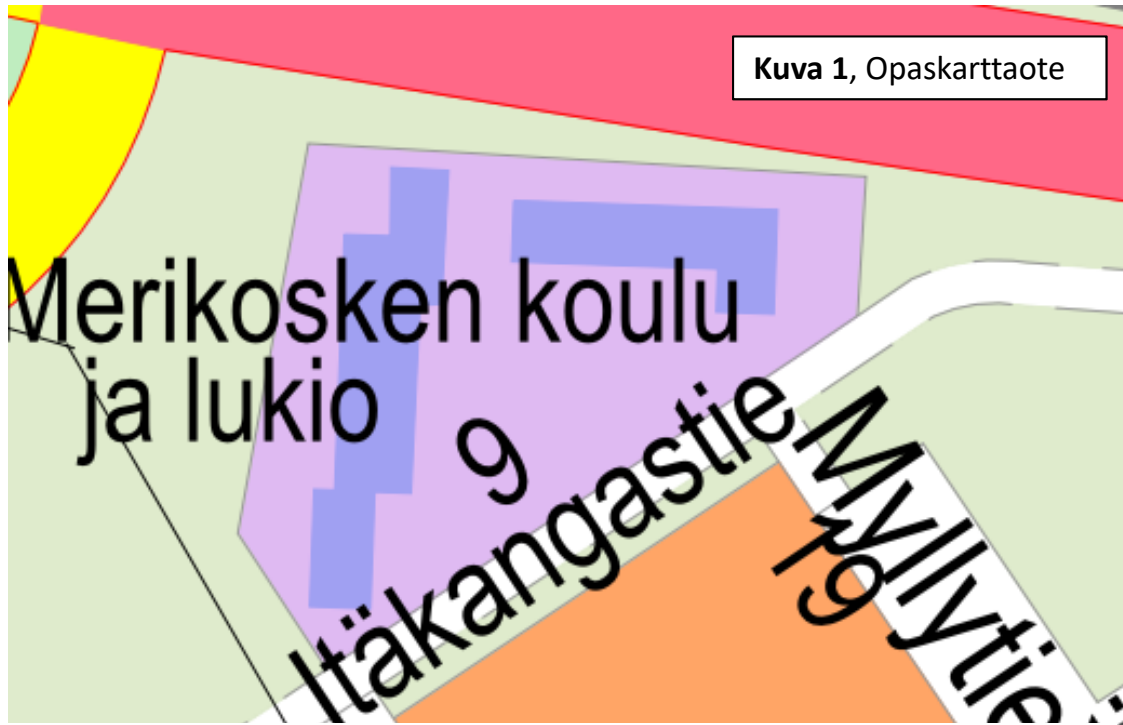 Kuva 1, Opaskarttaote
Merikosken koulu
ja lukio
9
Itäkangastie
Myllytie
19